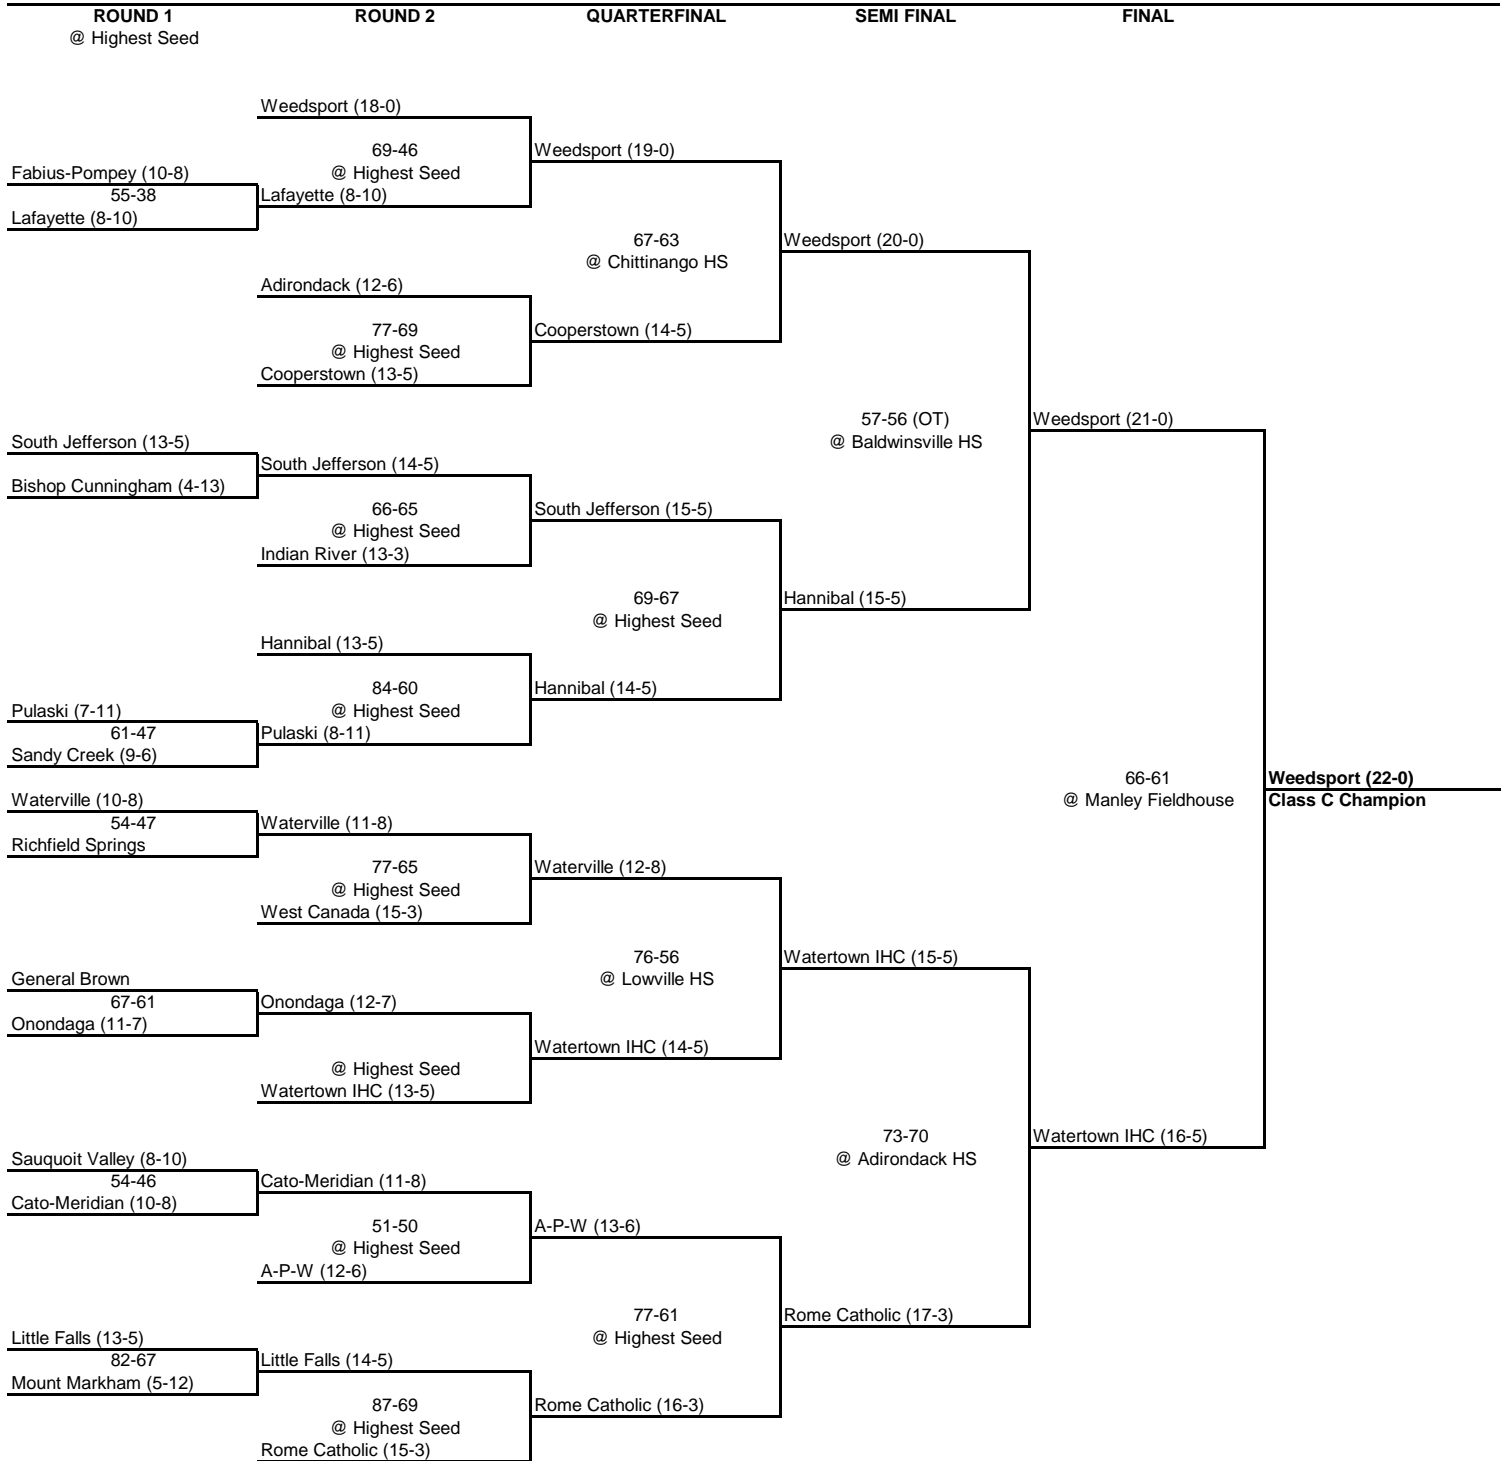 ROUND 1 ROUND 2 QUARTERFINAL SEMI FINAL FINAL
@ Highest Seed
Weedsport (18-0)
69-46 Weedsport (19-0)
Fabius-Pompey (10-8) @ Highest Seed
55-38 Lafayette (8-10)
Lafayette (8-10)
67-63 Weedsport (20-0)
@ Chittinango HS
Adirondack (12-6)
77-69 Cooperstown (14-5)
@ Highest Seed
Cooperstown (13-5)
57-56 (OT) Weedsport (21-0)
South Jefferson (13-5) @ Baldwinsville HS
South Jefferson (14-5)
Bishop Cunningham (4-13)
66-65 South Jefferson (15-5)
@ Highest Seed
Indian River (13-3)
69-67 Hannibal (15-5)
@ Highest Seed
Hannibal (13-5)
84-60 Hannibal (14-5)
Pulaski (7-11) @ Highest Seed
61-47 Pulaski (8-11)
Sandy Creek (9-6)
66-61 Weedsport (22-0)
Waterville (10-8) @ Manley Fieldhouse Class C Champion
54-47 Waterville (11-8)
Richfield Springs
77-65 Waterville (12-8)
@ Highest Seed
West Canada (15-3)
76-56 Watertown IHC (15-5)
General Brown @ Lowville HS
67-61 Onondaga (12-7)
Onondaga (11-7)
Watertown IHC (14-5)
@ Highest Seed
Watertown IHC (13-5)
73-70 Watertown IHC (16-5)
Sauquoit Valley (8-10) @ Adirondack HS
54-46 Cato-Meridian (11-8)
Cato-Meridian (10-8)
51-50 A-P-W (13-6)
@ Highest Seed
A-P-W (12-6)
77-61 Rome Catholic (17-3)
Little Falls (13-5) @ Highest Seed
82-67 Little Falls (14-5)
Mount Markham (5-12)
87-69 Rome Catholic (16-3)
@ Highest Seed
Rome Catholic (15-3)